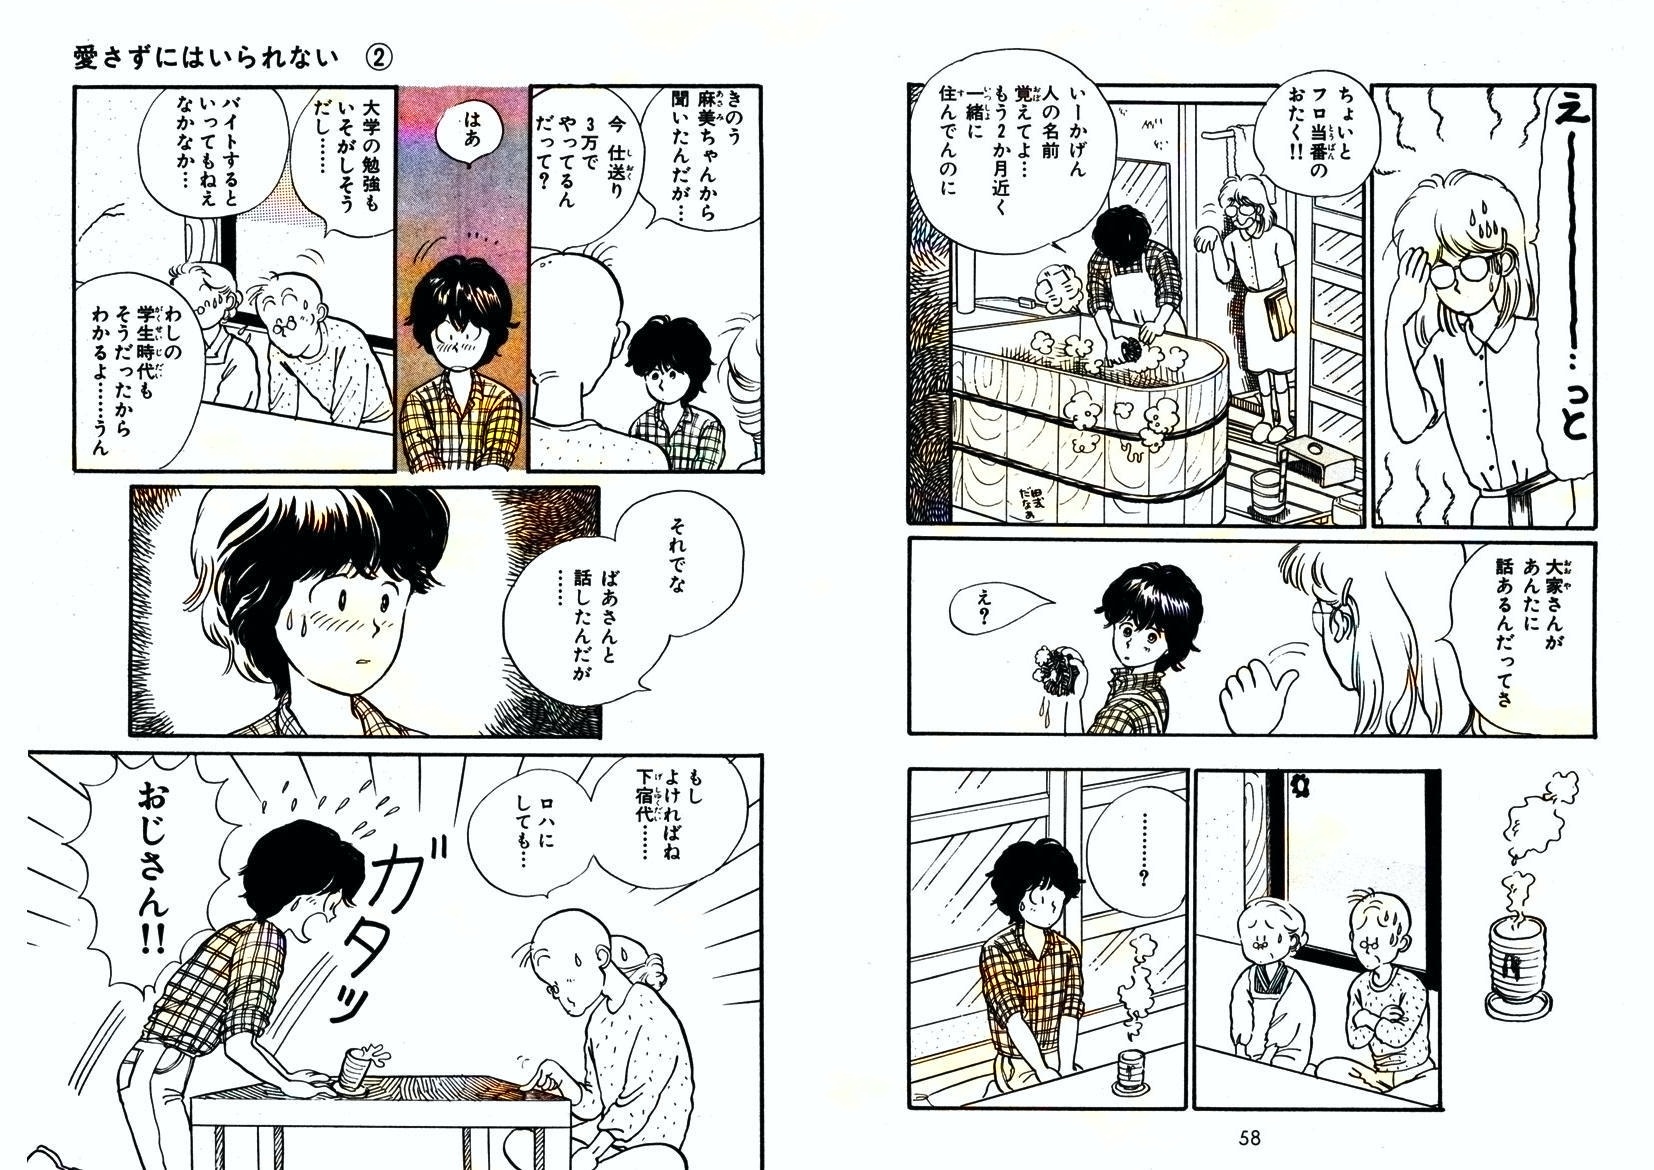 えーーーー…っと
ちょいと
フロ当番の
おたく!!
いーかげん
人の名前
覚えてよ…
もう2か月近く
一緒に
住んでんのに
旧式
だなあ
大家さんが
あんたに
話あるんだってさ
え?
………?
58
愛さずにはいられない ②
きのう
麻美ちゃんから
聞いたんだが…
今 仕送り
3万で
やってるん
だって?
はあ
大学の勉強も
いそがしそう
だし……
バイトすると
いってもねえ
なかなか…
わしの
学生時代も
そうだったから
わかるよ……うん
それでな
ばあさんと
話したんだが
……
もし
よければね
下宿代……
ロハに
しても…
ガタッ
おじさん!!